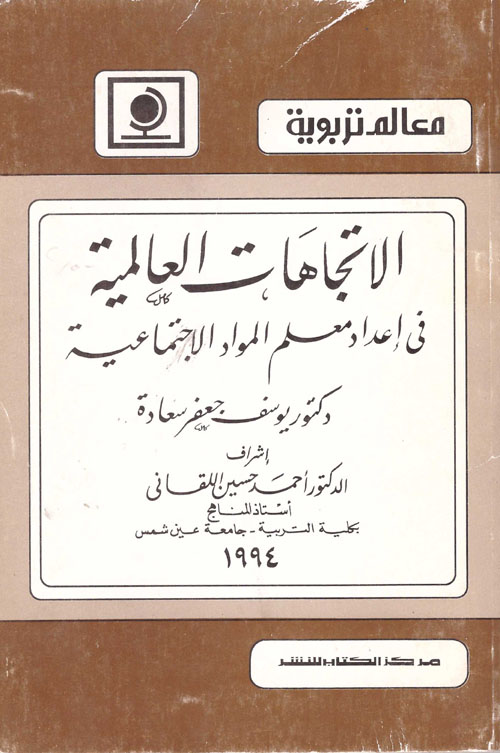 معالم تربوية
الاتجاهات العالمية
فى إعداد معلم المواد الاجتماعية
دكتور يوسف جعفر سعادة
إشراف
الدكتور أحمد حسين اللقانى
أستاذ المناهج
بكلية التربية - جامعة عين شمس
١٩٩٤
مركز الكتاب للنشر